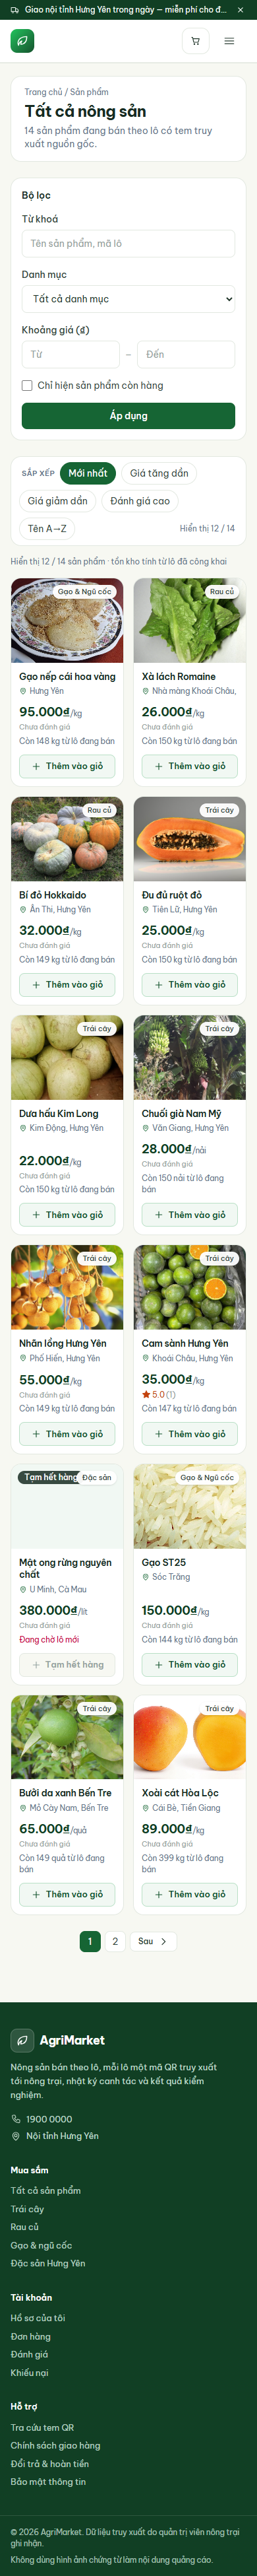 Giao nội tỉnh Hưng Yên trong ngày — miễn phí cho đ...
Trang chủ / Sản phẩm
Tất cả nông sản
14 sản phẩm đang bán theo lô có tem truy
xuất nguồn gốc.
Bộ lọc
Từ khoá
Tên sản phẩm, mã lô
Danh mục
Tất cả danh mục
Khoảng giá (₫)
Từ
–
Đến
Chỉ hiện sản phẩm còn hàng
Áp dụng
SẮP XẾP
Mới nhất
Giá tăng dần
Giá giảm dần
Đánh giá cao
Tên A→Z
Hiển thị 12 / 14
Hiển thị 12 / 14 sản phẩm · tồn kho tính từ lô đã công khai
Gạo & Ngũ cốc
Gạo nếp cái hoa vàng
Hưng Yên
95.000₫/kg
Chưa đánh giá
Còn 148 kg từ lô đang bán
Thêm vào giỏ
Rau củ
Xà lách Romaine
Nhà màng Khoái Châu,
26.000₫/kg
Chưa đánh giá
Còn 150 kg từ lô đang bán
Thêm vào giỏ
Rau củ
Bí đỏ Hokkaido
Ân Thi, Hưng Yên
32.000₫/kg
Chưa đánh giá
Còn 149 kg từ lô đang bán
Thêm vào giỏ
Trái cây
Đu đủ ruột đỏ
Tiên Lữ, Hưng Yên
25.000₫/kg
Chưa đánh giá
Còn 150 kg từ lô đang bán
Thêm vào giỏ
Trái cây
Dưa hấu Kim Long
Kim Động, Hưng Yên
22.000₫/kg
Chưa đánh giá
Còn 150 kg từ lô đang bán
Thêm vào giỏ
Trái cây
Chuối già Nam Mỹ
Văn Giang, Hưng Yên
28.000₫/nải
Chưa đánh giá
Còn 150 nải từ lô đang
bán
Thêm vào giỏ
Trái cây
Nhãn lồng Hưng Yên
Phố Hiến, Hưng Yên
55.000₫/kg
Chưa đánh giá
Còn 149 kg từ lô đang bán
Thêm vào giỏ
Trái cây
Cam sành Hưng Yên
Khoái Châu, Hưng Yên
35.000₫/kg
5.0 (1)
Còn 147 kg từ lô đang bán
Thêm vào giỏ
Tạm hết hàng
Đặc sản
Mật ong rừng nguyên
chất
U Minh, Cà Mau
380.000₫/lít
Chưa đánh giá
Đang chờ lô mới
Tạm hết hàng
Gạo & Ngũ cốc
Gạo ST25
Sóc Trăng
150.000₫/kg
Chưa đánh giá
Còn 144 kg từ lô đang bán
Thêm vào giỏ
Trái cây
Bưởi da xanh Bến Tre
Mỏ Cày Nam, Bến Tre
65.000₫/quả
Chưa đánh giá
Còn 149 quả từ lô đang
bán
Thêm vào giỏ
Trái cây
Xoài cát Hòa Lộc
Cái Bè, Tiền Giang
89.000₫/kg
Chưa đánh giá
Còn 399 kg từ lô đang
bán
Thêm vào giỏ
1
2
Sau
AgriMarket
Nông sản bán theo lô, mỗi lô một mã QR truy xuất
tới nông trại, nhật ký canh tác và kết quả kiểm
nghiệm.
1900 0000
Nội tỉnh Hưng Yên
Mua sắm
Tất cả sản phẩm
Trái cây
Rau củ
Gạo & ngũ cốc
Đặc sản Hưng Yên
Tài khoản
Hồ sơ của tôi
Đơn hàng
Đánh giá
Khiếu nại
Hỗ trợ
Tra cứu tem QR
Chính sách giao hàng
Đổi trả & hoàn tiền
Bảo mật thông tin
© 2026 AgriMarket. Dữ liệu truy xuất do quản trị viên nông trại
ghi nhận.
Không dùng hình ảnh chứng từ làm nội dung quảng cáo.